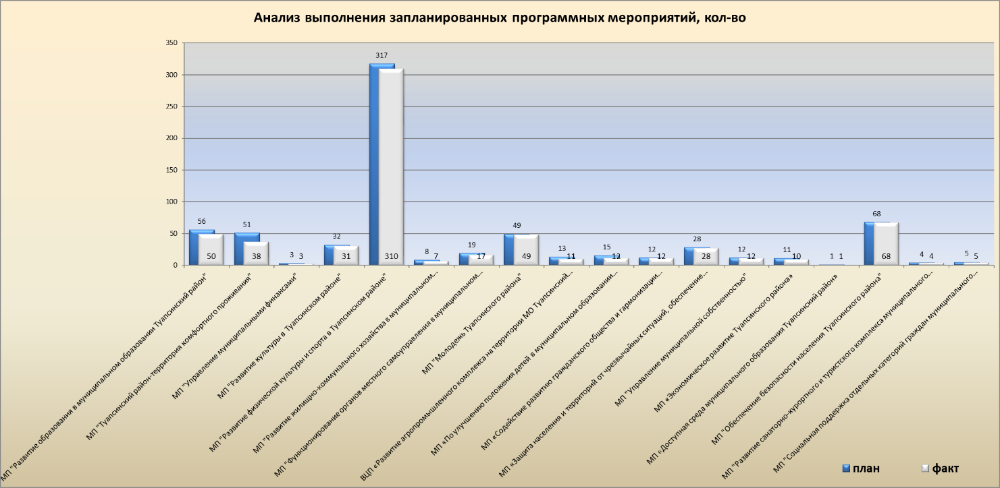 Анализ выполнения запланированных программных мероприятий, кол-во
350
300
250
200
150
100
50
0
56
50
51
38
3
3
32
31
317
310
8
7
19
17
49
49
13
11
15
12
12
12
28
28
12
12
11
10
1
1
68
68
4
4
5
5
МП "Развитие образования в муниципальном образовании Туапсинский район"
МП "Туапсинский район-территория комфортного проживания"
МП "Управление муниципальными финансами"
МП "Развитие культуры в Туапсинском районе"
МП "Развитие физической культуры и спорта в Туапсинском районе"
МП "Развитие жилищно-коммунального хозяйства в муниципальном...
МП "Функционирование органов местного самоуправления в муниципальном...
МП "Молодежь Туапсинского района"
ВЦП «Развитие агропромышленного комплекса на территории МО Туапсинский...
МП «По улучшению положения детей в муниципальном образовании...
МП «Содействие развитию гражданского общества и гармонизации...
МП «Защита населения и территорий от чрезвычайных ситуаций, обеспечение...
МП "Управление муниципальной собственностью"
МП «Экономическое развитие Туапсинского района»
МП «Доступная среда муниципального образования Туапсинский район»
МП "Обеспечение безопасности населения Туапсинского района"
МП "Развитие санаторно-курортного и туристского комплекса муниципального...
МП "Социальная поддержка отдельных категорий граждан муниципального...
план
факт